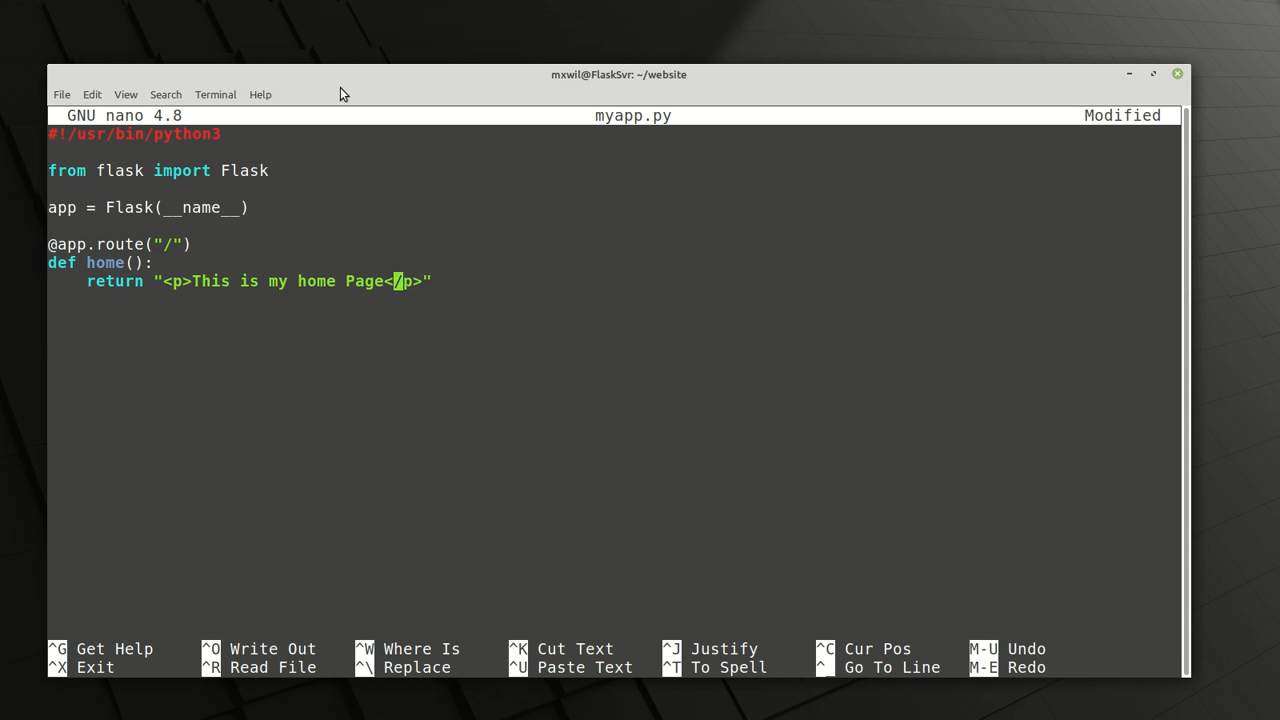 mxwil@FlaskSvr: ~/website
File Edit View Search Terminal Help
GNU nano 4.8 myapp.py Modified
#!/usr/bin/python3
from flask import Flask
app = Flask(__name__)
@app.route("/")
def home():
    return "<p>This is my home Page</p>"
^G Get Help ^O Write Out ^W Where Is ^K Cut Text ^J Justify ^C Cur Pos M-U Undo
^X Exit ^R Read File ^\ Replace ^U Paste Text ^T To Spell ^_ Go To Line M-E Redo